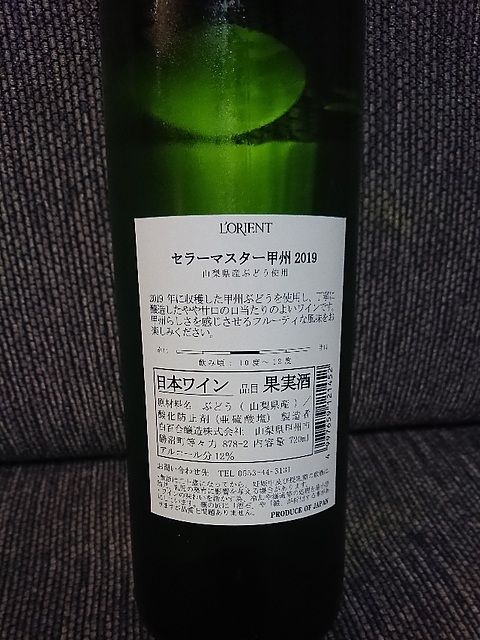 L'ORIENT
セラーマスター甲州 2019
山梨県産ぶどう使用
2019 年に収穫した甲州ぶどうを使用し、丁寧に
醸造したやや甘口の口当たりのよいワインです。
甲州らしさを感じさせるフルーティな風味をお
楽しみください。
飲み頃：10度～12度
日本ワイン 品目 果実酒
原材料名 ぶどう（山梨県産）／
酸化防止剤（亜硫酸塩） 製造者
白百合醸造株式会社 山梨県甲州市
勝沼町等々力 878-2 内容量 720ml
アルコール分 12%
4997659121452
お問い合わせ先 TEL 0553-44-3131
PRODUCE OF JAPAN